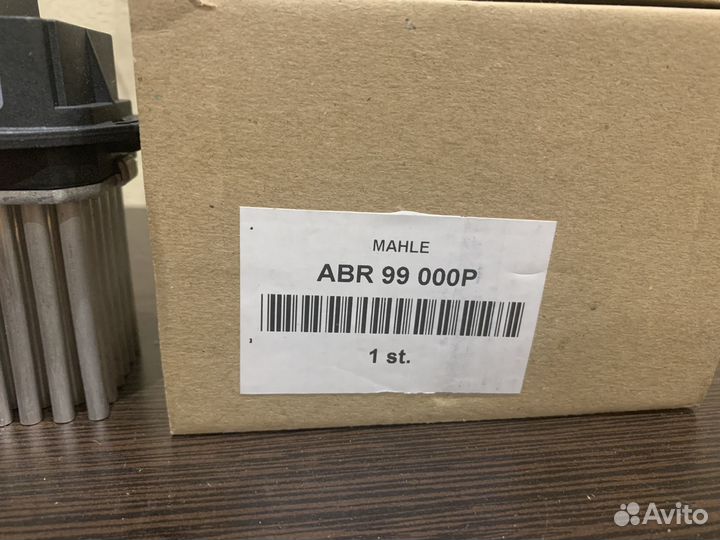 MAHLE
ABR 99 000P
1 st.
Avito